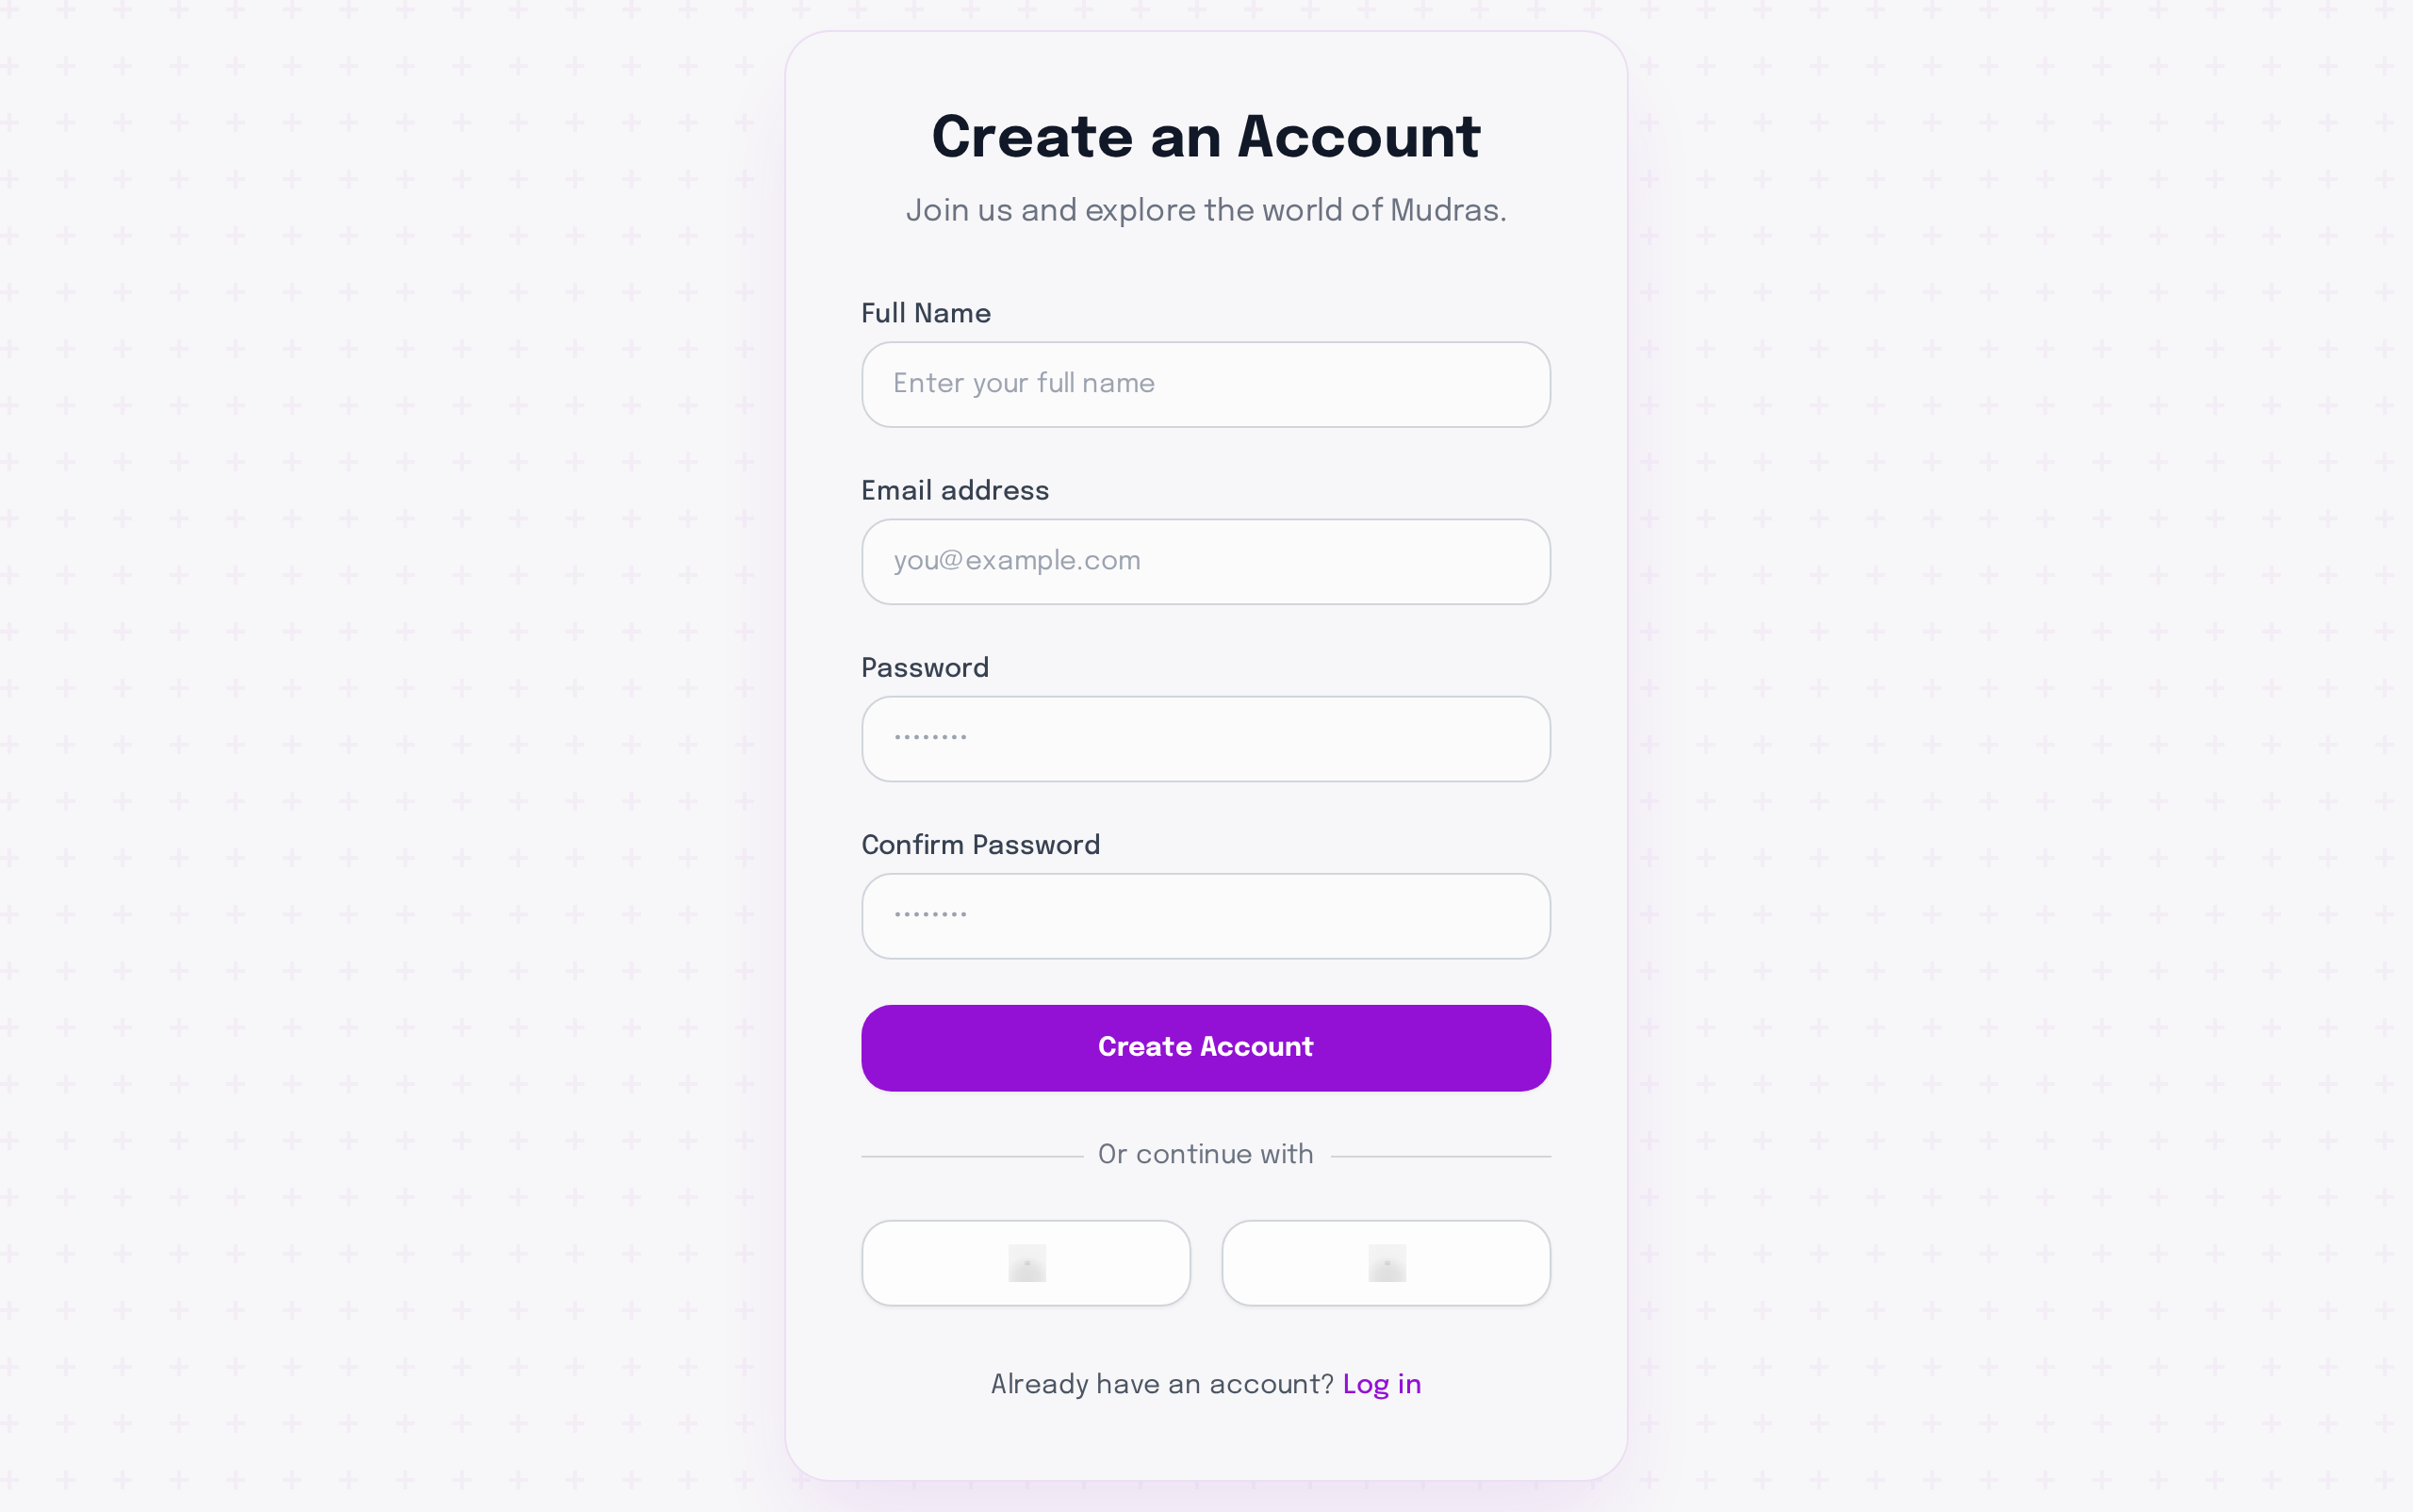 Create an Account
Join us and explore the world of Mudras.
Full Name
Enter your full name
Email address
you@example.com
Password
••••••••
Confirm Password
••••••••
Create Account
Or continue with
Already have an account? Log in